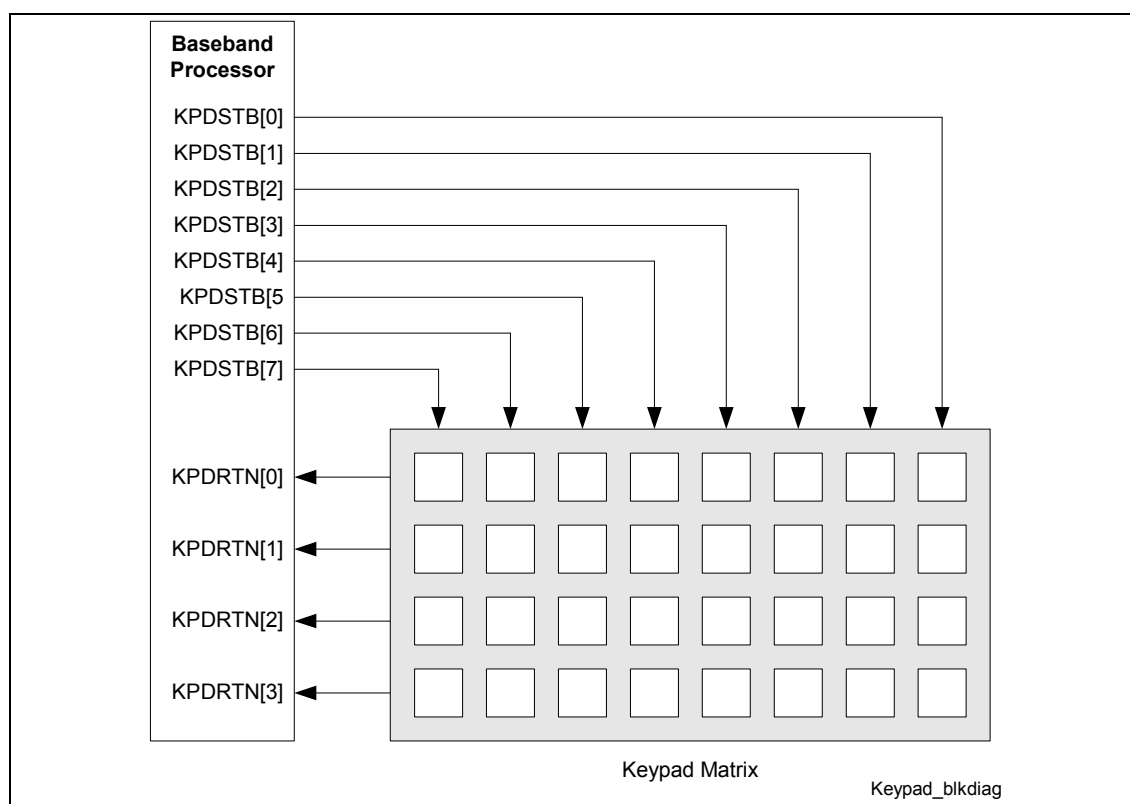 Baseband
Processor
KPDSTB[0]
KPDSTB[1]
KPDSTB[2]
KPDSTB[3]
KPDSTB[4]
KPDSTB[5
KPDSTB[6]
KPDSTB[7]
KPDRTN[0]
KPDRTN[1]
KPDRTN[2]
KPDRTN[3]
Keypad Matrix
Keypad_blkdiag